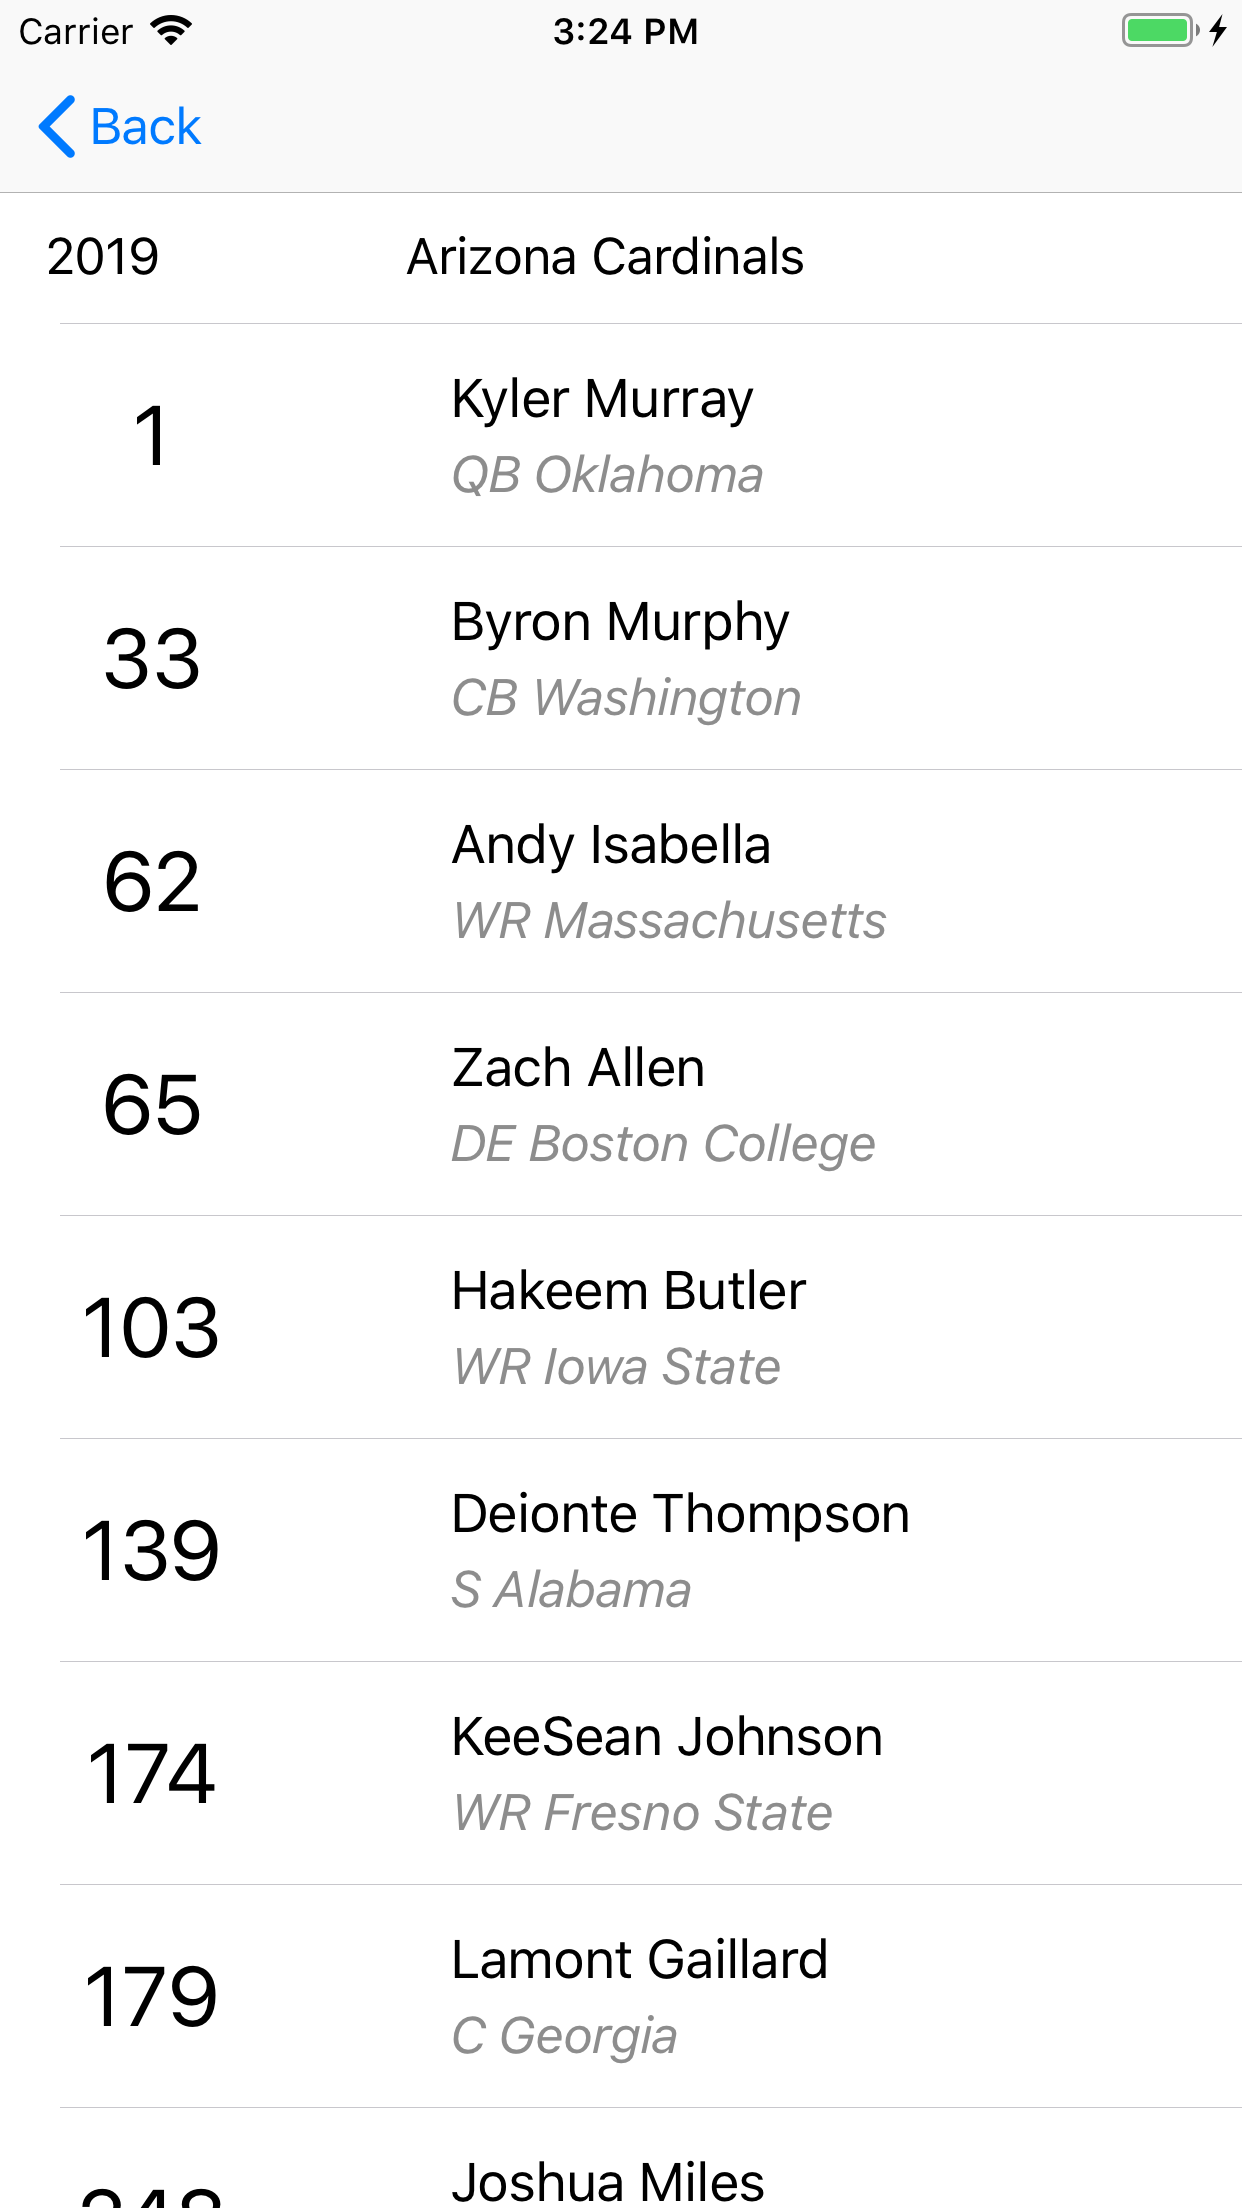 Carrier 3:24 PM
Back
2019 Arizona Cardinals
1 Kyler Murray
QB Oklahoma
33 Byron Murphy
CB Washington
62 Andy Isabella
WR Massachusetts
65 Zach Allen
DE Boston College
103 Hakeem Butler
WR Iowa State
139 Deionte Thompson
S Alabama
174 KeeSean Johnson
WR Fresno State
179 Lamont Gaillard
C Georgia
248 Joshua Miles